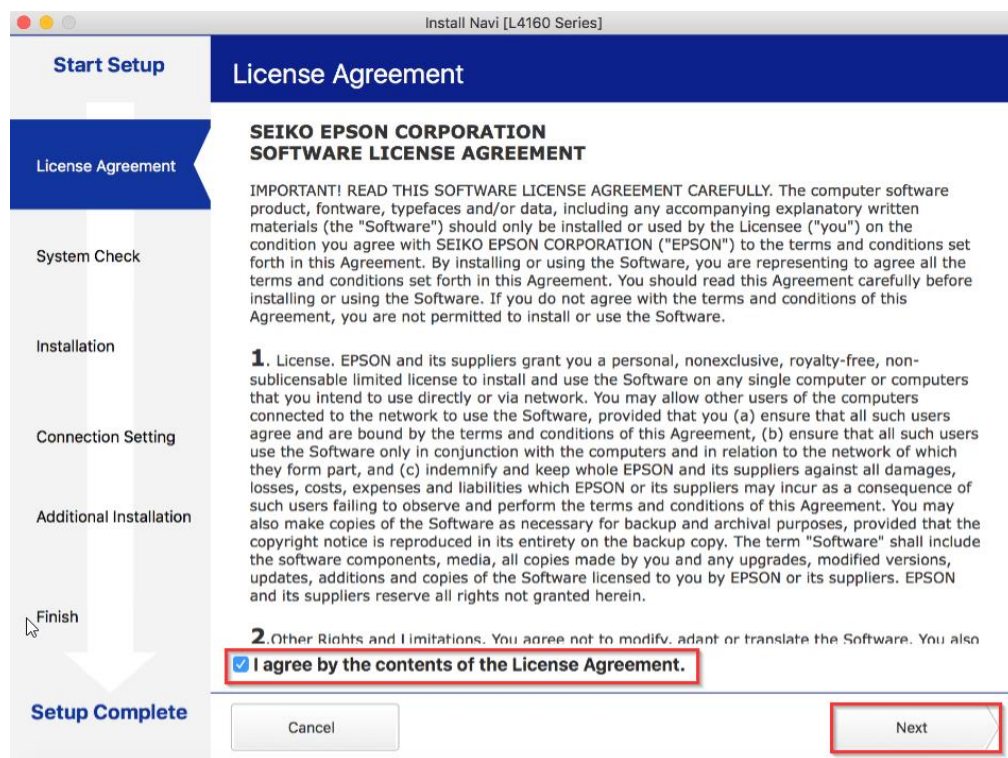 Install Navi [L4160 Series]
Start Setup
License Agreement
System Check
Installation
Connection Setting
Additional Installation
Finish
Setup Complete
License Agreement
SEIKO EPSON CORPORATION
SOFTWARE LICENSE AGREEMENT
IMPORTANT! READ THIS SOFTWARE LICENSE AGREEMENT CAREFULLY. The computer software
product, fontware, typefaces and/or data, including any accompanying explanatory written
materials (the "Software") should only be installed or used by the Licensee ("you") on the
condition you agree with SEIKO EPSON CORPORATION ("EPSON") to the terms and conditions set
forth in this Agreement. By installing or using the Software, you are representing to agree all the
terms and conditions set forth in this Agreement. You should read this Agreement carefully before
installing or using the Software. If you do not agree with the terms and conditions of this
Agreement, you are not permitted to install or use the Software.
1. License. EPSON and its suppliers grant you a personal, nonexclusive, royalty-free, non-
sublicensable limited license to install and use the Software on any single computer or computers
that you intend to use directly or via network. You may allow other users of the computers
connected to the network to use the Software, provided that you (a) ensure that all such users
agree and are bound by the terms and conditions of this Agreement, (b) ensure that all such users
use the Software only in conjunction with the computers and in relation to the network of which
they form part, and (c) indemnify and keep whole EPSON and its suppliers against all damages,
losses, costs, expenses and liabilities which EPSON or its suppliers may incur as a consequence of
such users failing to observe and perform the terms and conditions of this Agreement. You may
also make copies of the Software as necessary for backup and archival purposes, provided that the
copyright notice is reproduced in its entirety on the backup copy. The term "Software" shall include
the software components, media, all copies made by you and any upgrades, modified versions,
updates, additions and copies of the Software licensed to you by EPSON or its suppliers. EPSON
and its suppliers reserve all rights not granted herein.
2.Other Rights and Limitations. You agree not to modify, adapt or translate the Software. You also
I agree by the contents of the License Agreement.
Cancel
Next